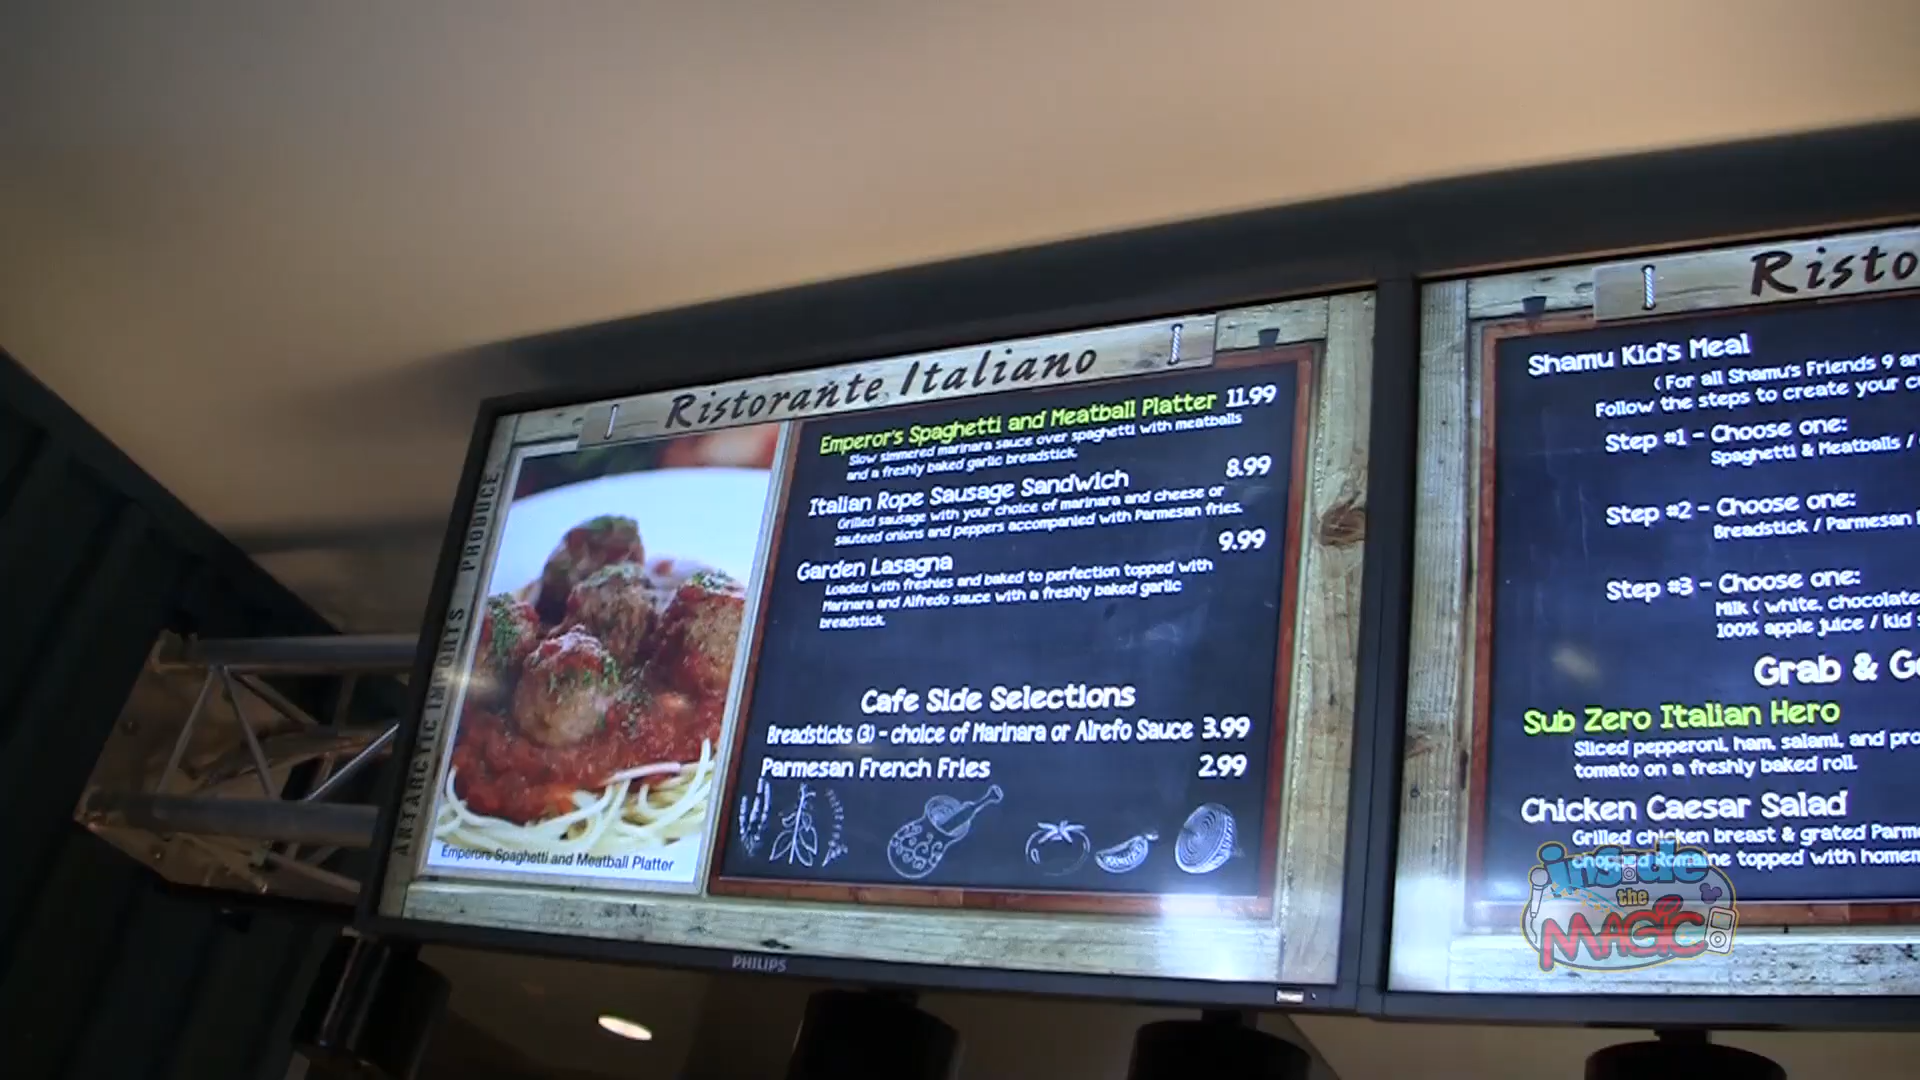 Ristorante Italiano
Emperor's Spaghetti and Meatball Platter 11.99
Slow simmered marinara sauce over spaghetti with meatballs
and a freshly baked garlic breadstick.
Italian Rope Sausage Sandwich 8.99
Grilled sausage with your choice of marinara and cheese or
sauteed onions and peppers accompanied with Parmesan fries.
Garden Lasagna 9.99
Loaded with freshies and baked to perfection topped with
Marinara and Alfredo sauce with a freshly baked garlic
breadstick.
Cafe Side Selections
Breadsticks (3) - choice of Marinara or Alrefo Sauce 3.99
Parmesan French Fries 2.99
Emperors Spaghetti and Meatball Platter
ANTARCTIC IMPORTS PRODUCE
PHILIPS
Risto
Shamu Kid's Meal
( For all Shamu's Friends 9 an
Follow the steps to create your c
Step #1 - Choose one:
Spaghetti & Meatballs /
Step #2 - Choose one:
Breadstick / Parmesan
Step #3 - Choose one:
Milk ( white, chocolate
100% apple juice / kid s
Grab & G
Sub Zero Italian Hero
Sliced pepperoni, ham, salami, and pro
tomato on a freshly baked roll.
Chicken Caesar Salad
Grilled chicken breast & grated Parme
chopped Romaine topped with homem
inside
the
MAGIC